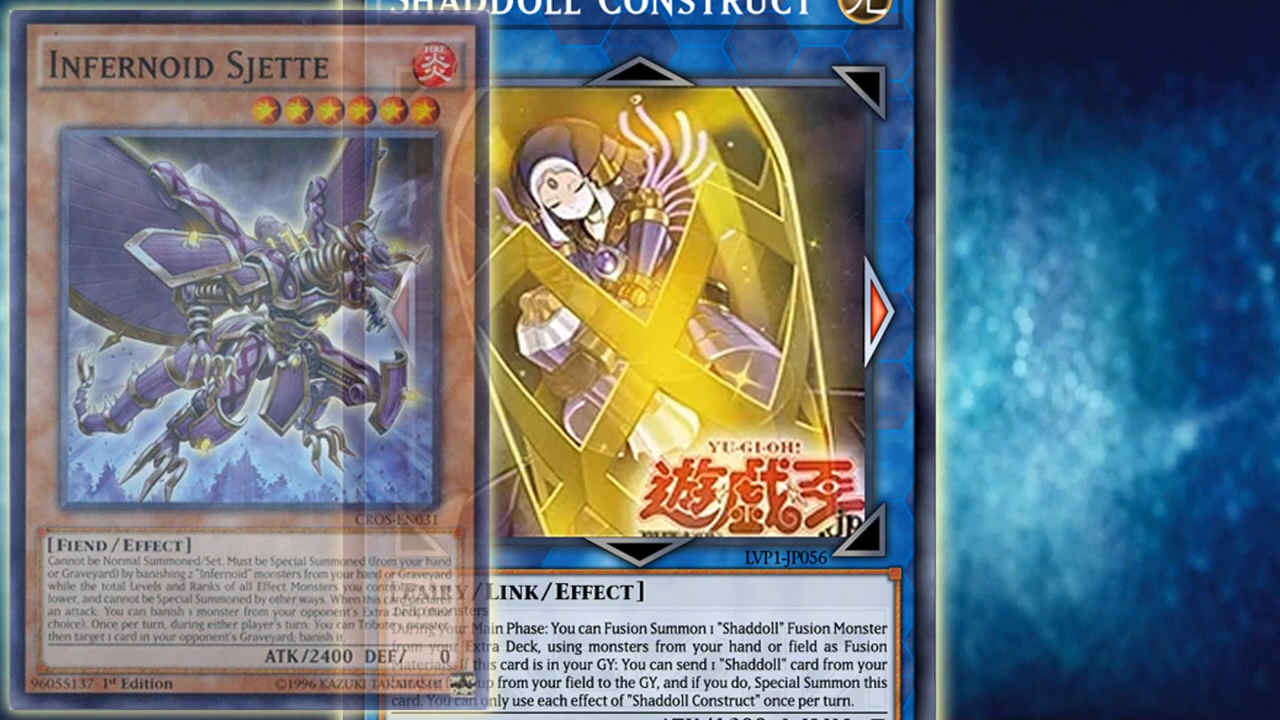 INFERNOID SJETTE
FIRE
炎
CROS-EN031
[FIEND/EFFECT]
Cannot be Normal Summoned/Set. Must be Special Summoned (from your hand
or Graveyard) by banishing 2 "Infernoid" monsters from your hand or Graveyard
while the total Levels and Ranks of all Effect Monsters you control
lower, and cannot be Special Summoned by other ways. When this card declares
an attack: You can banish 1 monster from your opponent's Extra Deck
choice). Once per turn, during either player's turn: You can Tribute 1 monster,
then target 1 card in your opponent's Graveyard; banish it.
ATK/2400 DEF/ 0
96055137 1st Edition
©1996 KAZUKI TAKAHASHI
SHADDOLL CONSTRUCT
光
YU-GI-OH!
遊戯王
.jp
LVP1-JP056
[FAIRY/LINK/EFFECT]
monsters
During your Main Phase: You can Fusion Summon 1 "Shaddoll" Fusion Monster
from your Extra Deck, using monsters from your hand or field as Fusion
Materials. If this card is in your GY: You can send 1 "Shaddoll" card from your
up from your field to the GY, and if you do, Special Summon this
card. You can only use each effect of "Shaddoll Construct" once per turn.